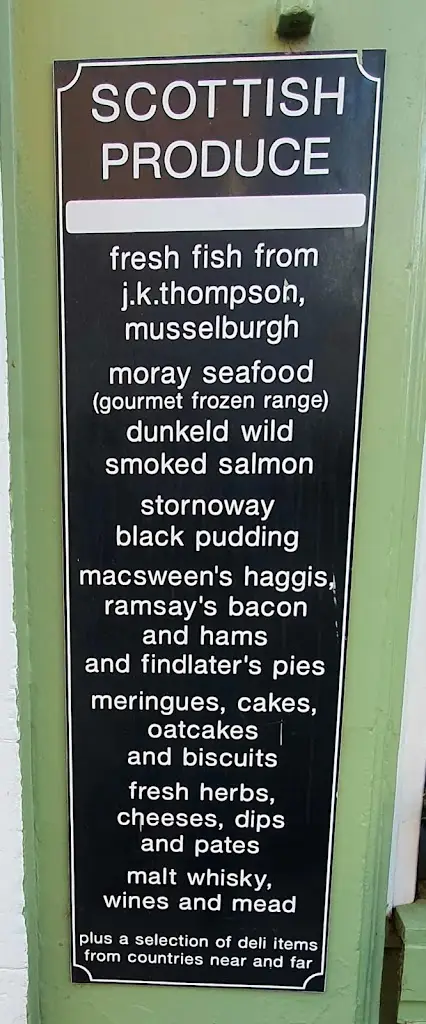 SCOTTISH
PRODUCE
fresh fish from
j.k.thompson,
musselburgh
moray seafood
(gourmet frozen range)
dunkeld wild
smoked salmon
stornoway
black pudding
macsween's haggis,
ramsay's bacon
and hams
and findlater's pies
meringues, cakes,
oatcakes
and biscuits
fresh herbs,
cheeses, dips
and pates
malt whisky,
wines and mead
plus a selection of deli items
from countries near and far